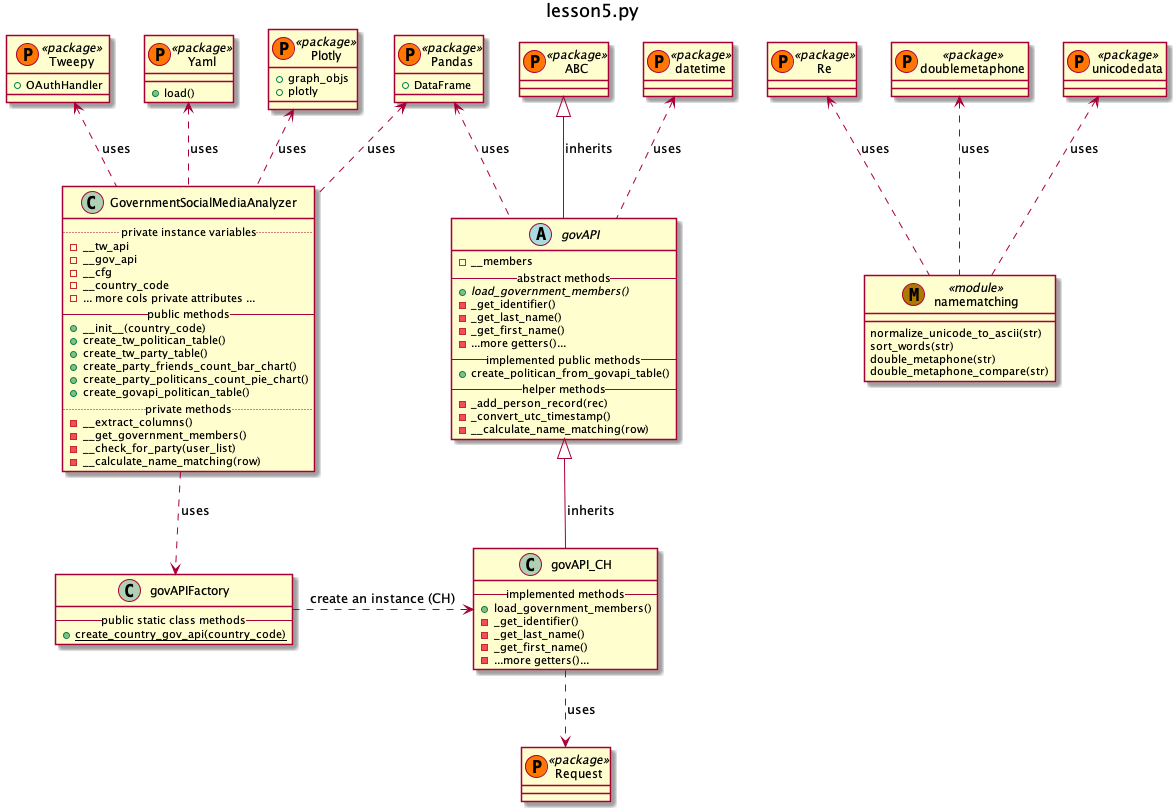 lesson5.py
P «package»
Tweepy
OAuthHandler
P «package»
Yaml
load()
P «package»
Plotly
graph_objs
plotly
P «package»
Pandas
DataFrame
P «package»
ABC
P «package»
datetime
P «package»
Re
P «package»
doublemetaphone
P «package»
unicodedata
uses
uses
uses
uses
uses
inherits
uses
uses
uses
uses
C GovernmentSocialMediaAnalyzer
private instance variables
__tw_api
__gov_api
__cfg
__country_code
... more cols private attributes ...
public methods
__init__(country_code)
create_tw_politican_table()
create_tw_party_table()
create_party_friends_count_bar_chart()
create_party_politicans_count_pie_chart()
create_govapi_politican_table()
private methods
__extract_columns()
__get_government_members()
__check_for_party(user_list)
__calculate_name_matching(row)
A govAPI
__members
abstract methods
load_government_members()
_get_identifier()
_get_last_name()
_get_first_name()
...more getters()...
implemented public methods
create_politican_from_govapi_table()
helper methods
_add_person_record(rec)
_convert_utc_timestamp()
__calculate_name_matching(row)
M «module»
namematching
normalize_unicode_to_ascii(str)
sort_words(str)
double_metaphone(str)
double_metaphone_compare(str)
uses
inherits
C govAPIFactory
public static class methods
create_country_gov_api(country_code)
create an instance (CH)
C govAPI_CH
implemented methods
load_government_members()
_get_identifier()
_get_last_name()
_get_first_name()
...more getters()...
uses
P «package»
Request